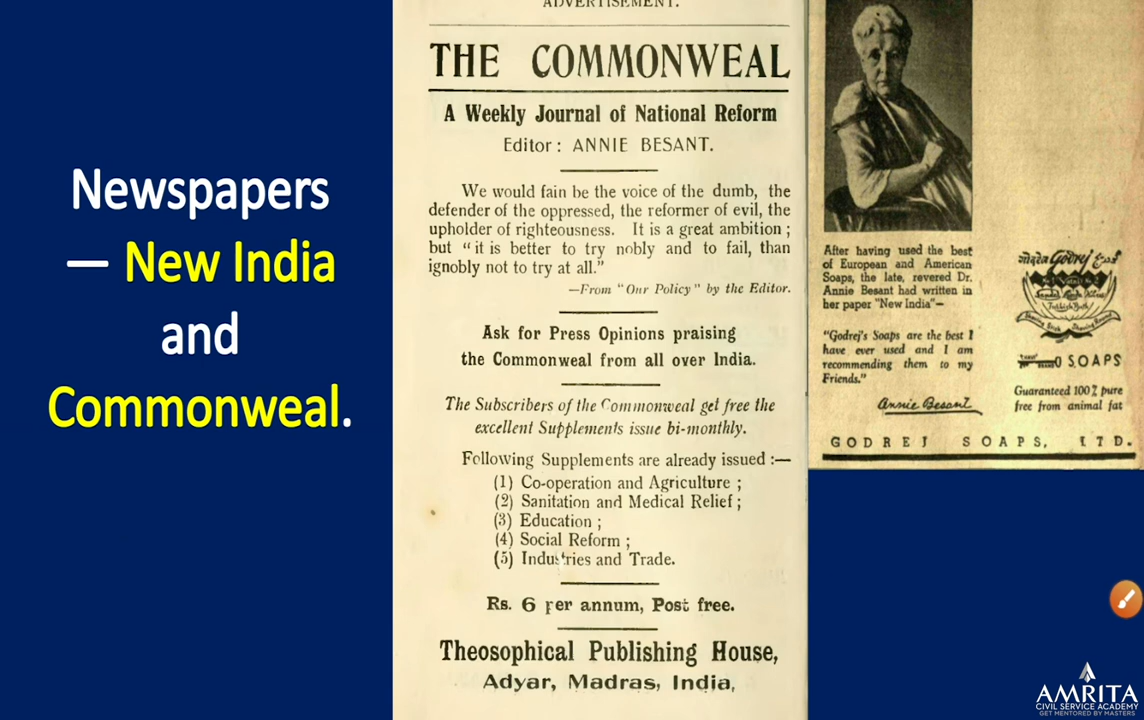 Newspapers
— New India
and
Commonweal.
ADVERTISEMENT.
THE COMMONWEAL
A Weekly Journal of National Reform
Editor: ANNIE BESANT.
We would fain be the voice of the dumb, the
defender of the oppressed, the reformer of evil, the
upholder of righteousness. It is a great ambition;
but "it is better to try nobly and to fail, than
ignobly not to try at all."
—From "Our Policy" by the Editor.
Ask for Press Opinions praising
the Commonweal from all over India.
The Subscribers of the Commonweal get free the
excellent Supplements issue bi-monthly.
Following Supplements are already issued :—
(1) Co-operation and Agriculture ;
(2) Sanitation and Medical Relief ;
(3) Education ;
(4) Social Reform ;
(5) Industries and Trade.
Rs. 6 per annum, Post free.
Theosophical Publishing House,
Adyar, Madras, India,
After having used the best
of European and American
Soaps, the late, revered Dr.
Annie Besant had written in
her paper "New India"—
"Godrej's Soaps are the best I
have ever used and I am
recommending them to my
Friends."
Annie Besant
Godrej
Turkish Bath
Shaving Stick Shaving Round
SOAPS
Guaranteed 100% pure
free from animal fat
GODREJ SOAPS, LTD.
AMRITA
CIVIL SERVICE ACADEMY
GET MENTORED BY MASTERS